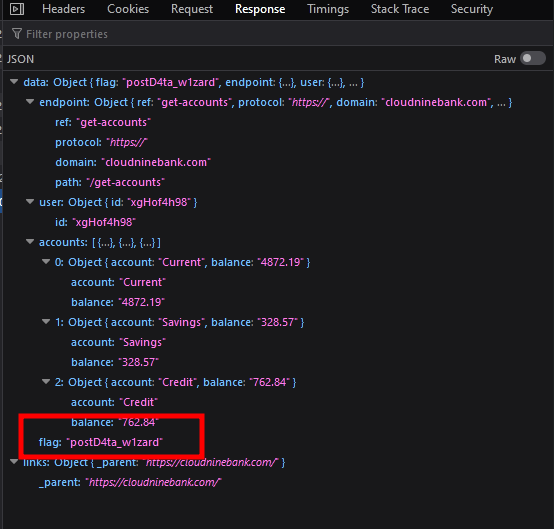 Headers Cookies Request Response Timings Stack Trace Security
Filter properties
JSON Raw
data: Object { flag: "postD4ta_w1zard", endpoint: {…}, user: {…}, … }
endpoint: Object { ref: "get-accounts", protocol: "https://", domain: "cloudninebank.com", … }
ref: "get-accounts"
protocol: "https://"
domain: "cloudninebank.com"
path: "/get-accounts"
user: Object { id: "xgHof4h98" }
id: "xgHof4h98"
accounts: [ {…}, {…}, {…} ]
0: Object { account: "Current", balance: "4872.19" }
account: "Current"
balance: "4872.19"
1: Object { account: "Savings", balance: "328.57" }
account: "Savings"
balance: "328.57"
2: Object { account: "Credit", balance: "762.84" }
account: "Credit"
balance: "762.84"
flag: "postD4ta_w1zard"
links: Object { _parent: "https://cloudninebank.com/" }
_parent: "https://cloudninebank.com/"